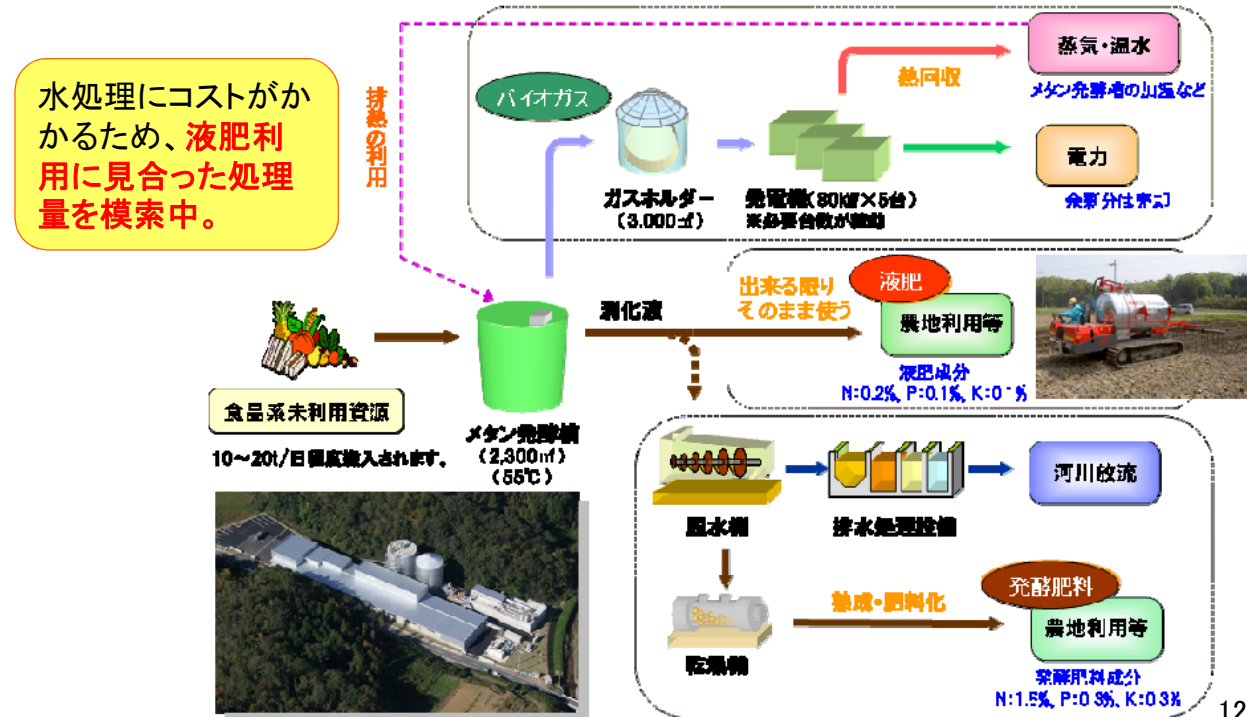 水処理にコストがか
かるため、液肥利
用に見合った処理
量を模索中。
排熱の利用
バイオガス
ガスホルダー
(3,000㎥)
発電機(80kW×5台)
※必要台数が稼動
熱回収
蒸気・温水
メタン発酵槽の加温など
電力
余剰分は売電
食品系未利用資源
10～20t/日程度搬入されます。
メタン発酵槽
(2,300㎥)
(55℃)
消化液
出来る限り
そのまま使う
液肥
農地利用等
液肥成分
N:0.2%、P:0.1%、K:0.1%
脱水機
排水処理設備
河川放流
乾燥機
熟成・肥料化
発酵肥料
農地利用等
発酵肥料成分
N:1.5%、P:0.3%、K:0.3%
12